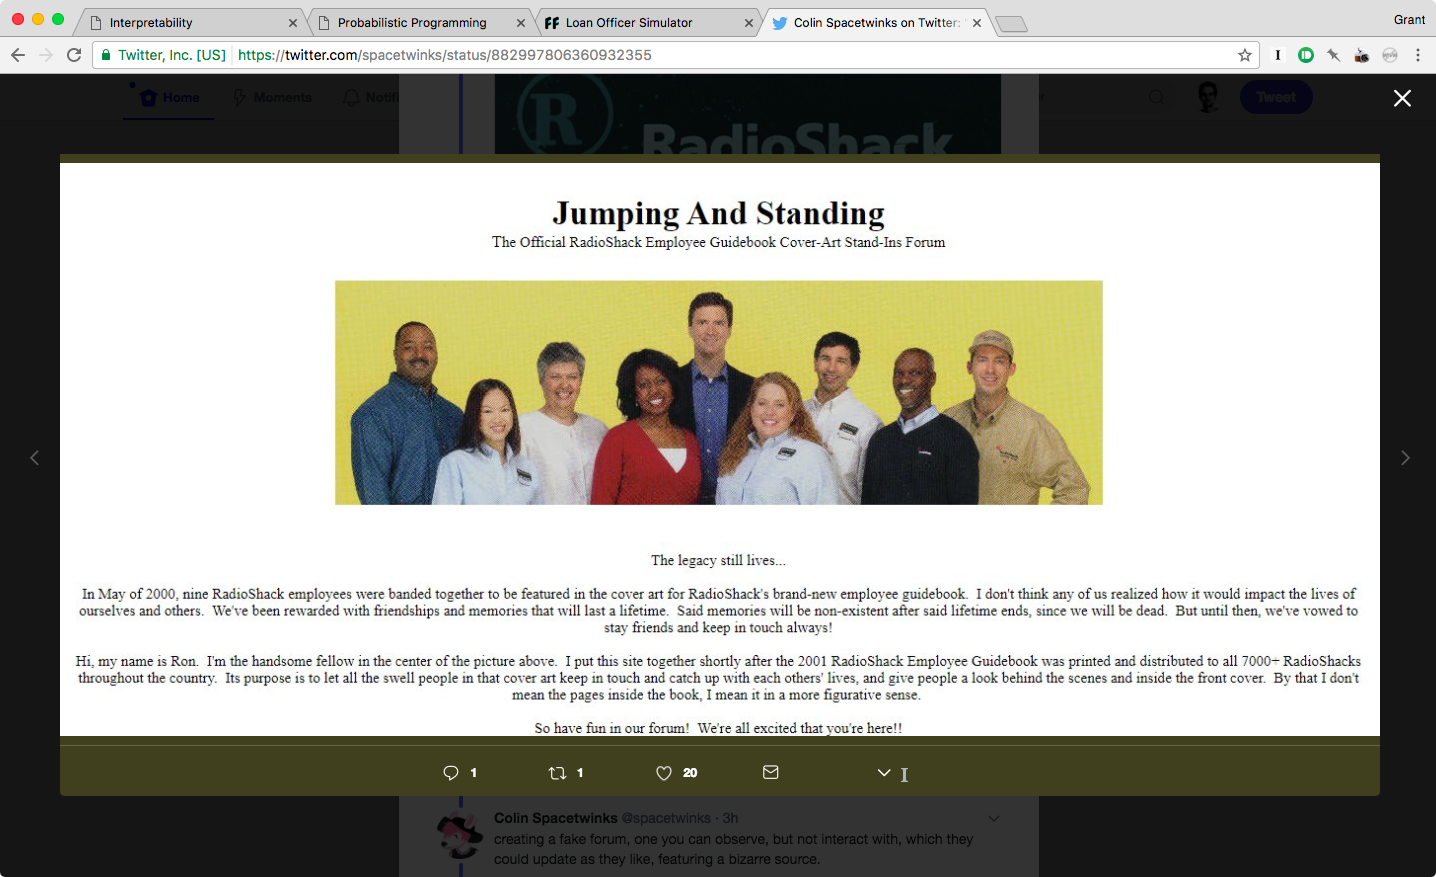 Interpretability
Probabilistic Programming
FF Loan Officer Simulator
Colin Spacetwinks on Twitter:
Grant
Twitter, Inc. [US] https://twitter.com/spacetwinks/status/882997806360932355
Home
Moments
Notifi
Tweet
R
RadioShack
Jumping And Standing
The Official RadioShack Employee Guidebook Cover-Art Stand-Ins Forum
The legacy still lives...
In May of 2000, nine RadioShack employees were banded together to be featured in the cover art for RadioShack's brand-new employee guidebook. I don't think any of us realized how it would impact the lives of
ourselves and others. We've been rewarded with friendships and memories that will last a lifetime. Said memories will be non-existent after said lifetime ends, since we will be dead. But until then, we've vowed to
stay friends and keep in touch always!
Hi, my name is Ron. I'm the handsome fellow in the center of the picture above. I put this site together shortly after the 2001 RadioShack Employee Guidebook was printed and distributed to all 7000+ RadioShacks
throughout the country. Its purpose is to let all the swell people in that cover art keep in touch and catch up with each others' lives, and give people a look behind the scenes and inside the front cover. By that I don't
mean the pages inside the book, I mean it in a more figurative sense.
So have fun in our forum! We're all excited that you're here!!
1 1 20
Colin Spacetwinks @spacetwinks · 3h
creating a fake forum, one you can observe, but not interact with, which they
could update as they like, featuring a bizarre source.